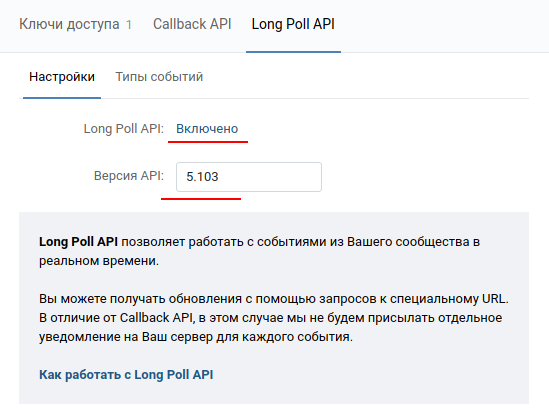 Ключи доступа 1 Callback API Long Poll API
Настройки Типы событий
Long Poll API: Включено
Версия API: 5.103
Long Poll API позволяет работать с событиями из Вашего сообщества в
реальном времени.
Вы можете получать обновления с помощью запросов к специальному URL.
В отличие от Callback API, в этом случае мы не будем присылать отдельное
уведомление на Ваш сервер для каждого события.
Как работать с Long Poll API